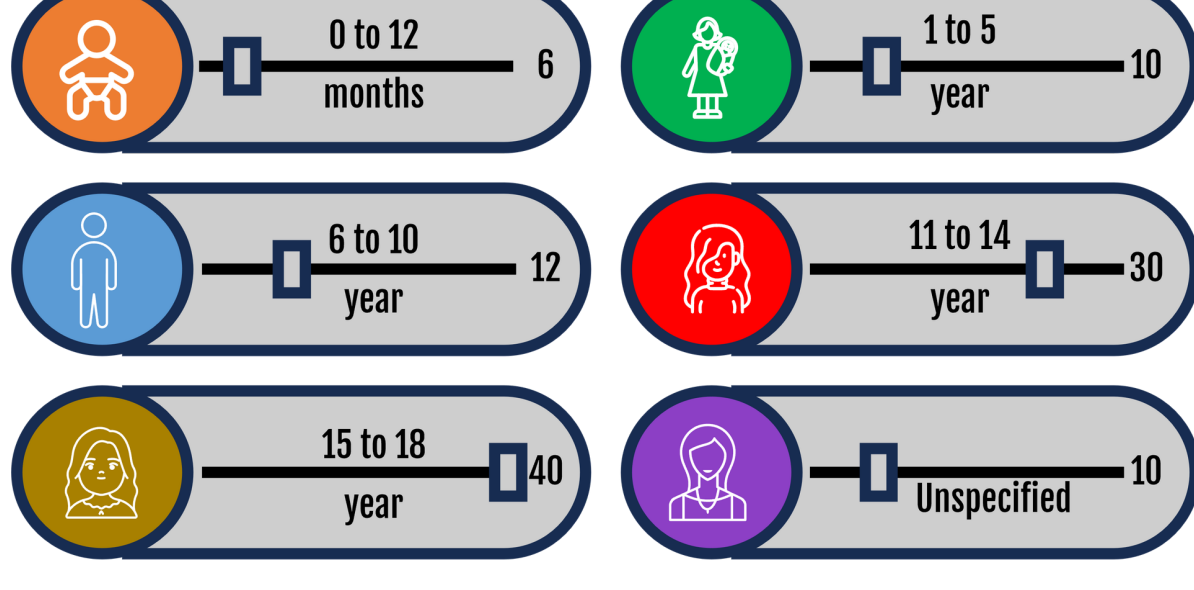 0 to 12
months
6
1 to 5
year
10
6 to 10
year
12
11 to 14
year
30
15 to 18
year
40
Unspecified
10